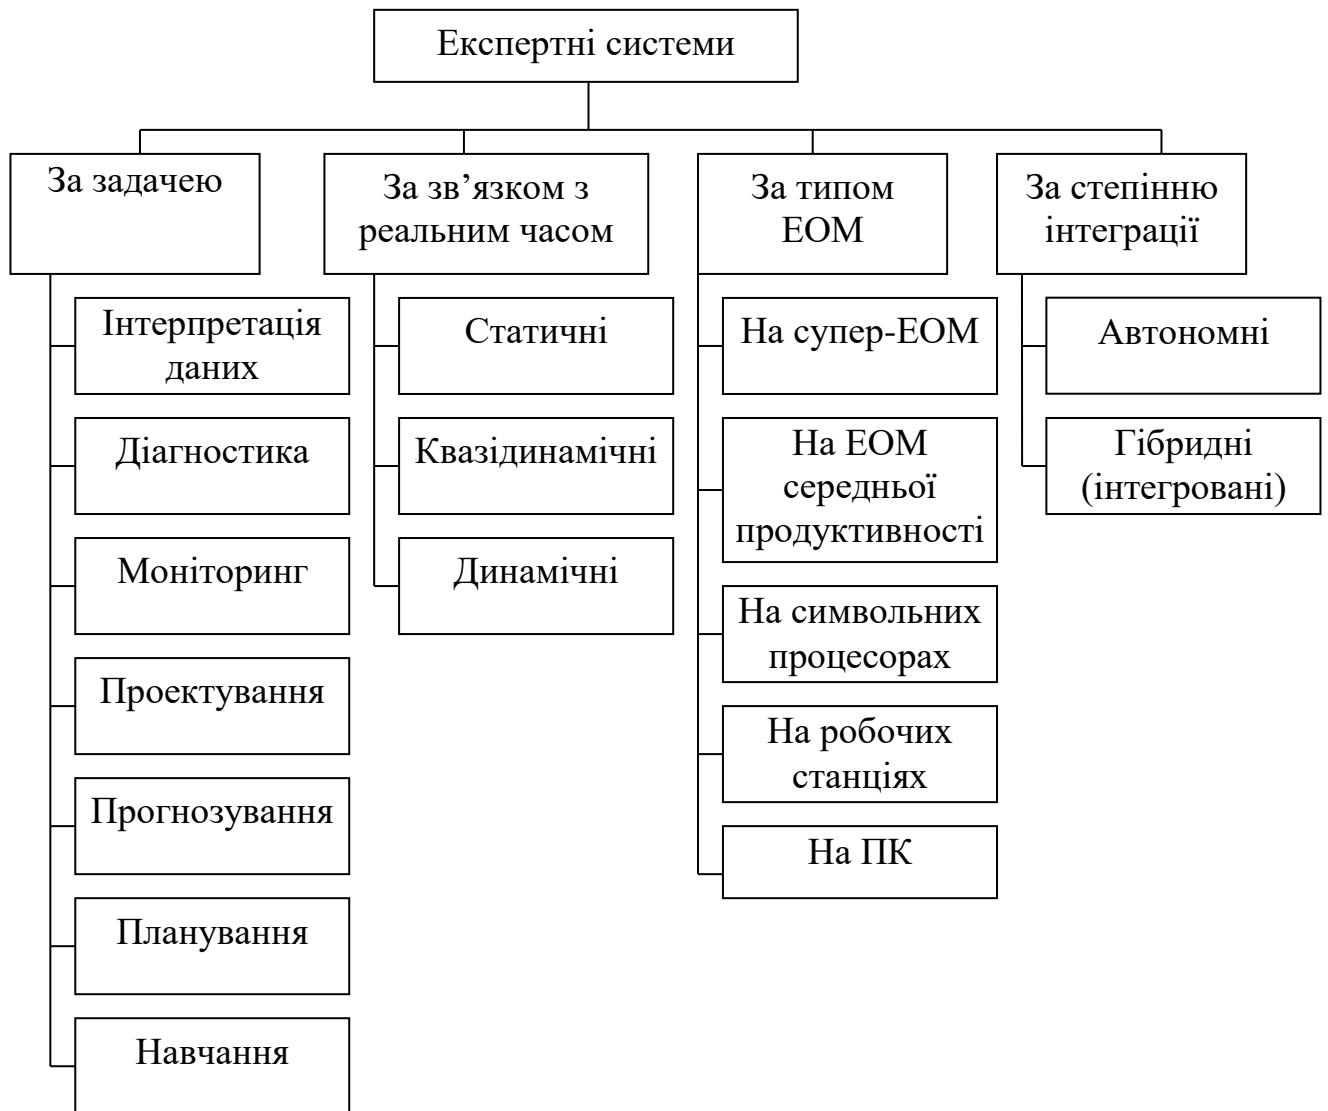 Експертні системи
За задачею
За зв’язком з
реальним часом
За типом
ЕОМ
За степінню
інтеграції
Інтерпретація
даних
Діагностика
Моніторинг
Проектування
Прогнозування
Планування
Навчання
Статичні
Квазідинамічні
Динамічні
На супер-ЕОМ
На ЕОМ
середньої
продуктивності
На символьних
процесорах
На робочих
станціях
На ПК
Автономні
Гібридні
(інтегровані)